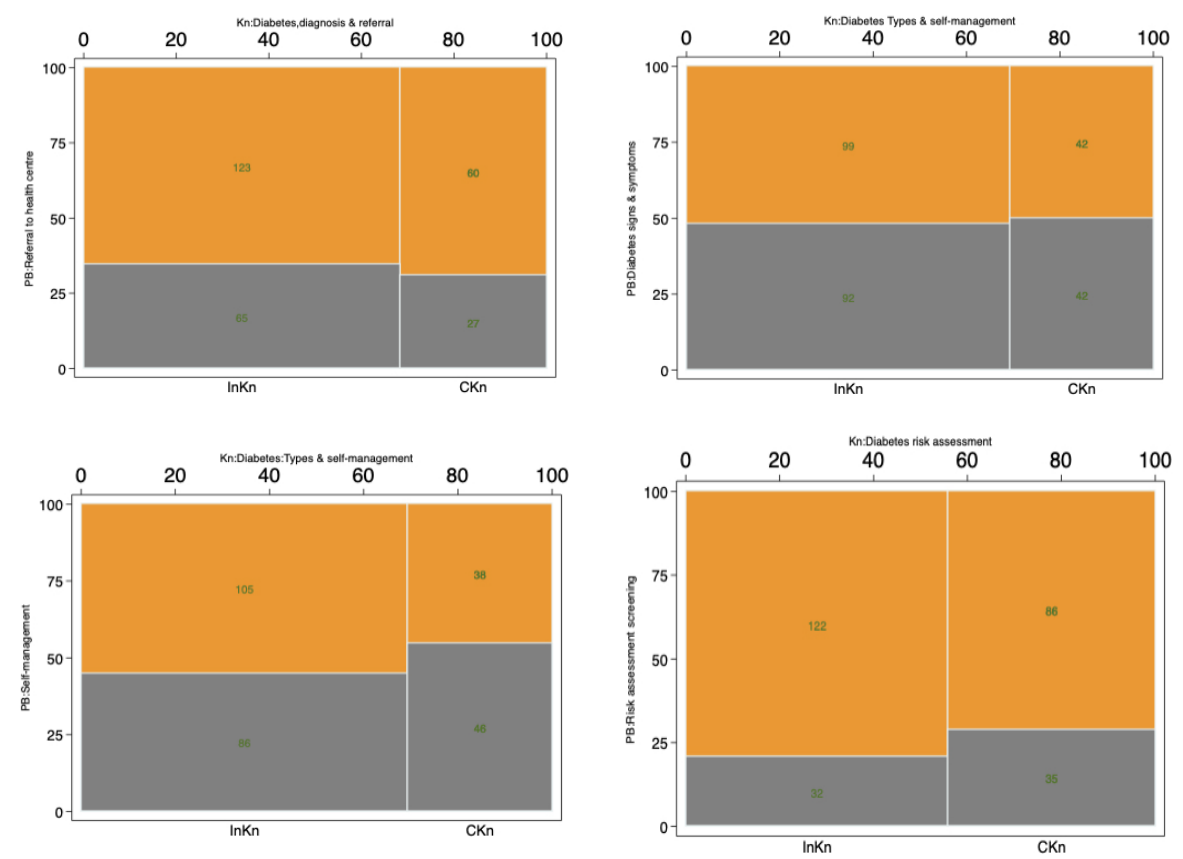 Kn:Diabetes,diagnosis & referral
0 20 40 60 80 100
100
75
50
25
0
PB:Referral to health centre
123
60
65
27
InKn CKn
Kn:Diabetes Types & self-management
0 20 40 60 80 100
100
75
50
25
0
PB:Diabetes signs & symptoms
99
42
92
42
InKn CKn
Kn:Diabetes:Types & self-management
0 20 40 60 80 100
100
75
50
25
0
PB:Self-management
105
38
86
46
InKn CKn
Kn:Diabetes risk assessment
0 20 40 60 80 100
100
75
50
25
0
PB:Risk assessment screening
122
86
32
35
InKn CKn